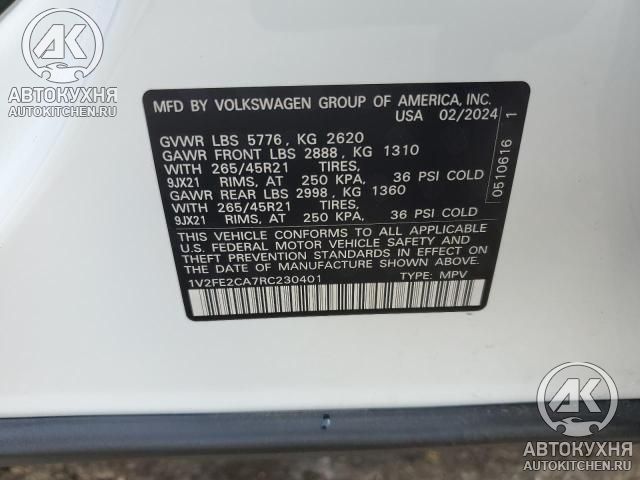 AK
АВТОКУХНЯ
AUTOKITCHEN.RU
MFD BY VOLKSWAGEN GROUP OF AMERICA, INC.
USA 02/2024
GVWR LBS 5776, KG 2620
GAWR FRONT LBS 2888, KG 1310
WITH 265/45R21 TIRES,
9JX21 RIMS, AT 250 KPA, 36 PSI COLD
GAWR REAR LBS 2998, KG 1360
WITH 265/45R21 TIRES,
9JX21 RIMS, AT 250 KPA, 36 PSI COLD
THIS VEHICLE CONFORMS TO ALL APPLICABLE
U.S. FEDERAL MOTOR VEHICLE SAFETY AND
THEFT PREVENTION STANDARDS IN EFFECT ON
THE DATE OF MANUFACTURE SHOWN ABOVE.
1V2FE2CA7RC230401 TYPE: MPV
0510616 1
AK
АВТОКУХНЯ
AUTOKITCHEN.RU